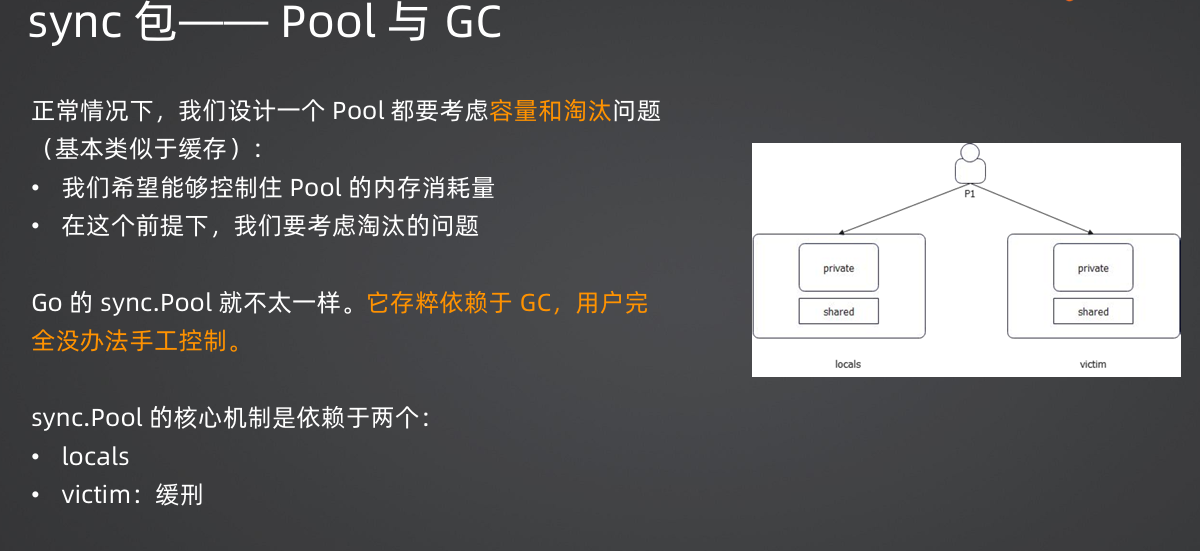 sync 包—— Pool 与 GC
正常情况下，我们设计一个 Pool 都要考虑容量和淘汰问题
（基本类似于缓存）：
• 我们希望能够控制住 Pool 的内存消耗量
• 在这个前提下，我们要考虑淘汰的问题
Go 的 sync.Pool 就不太一样。它存粹依赖于 GC，用户完
全没办法手工控制。
sync.Pool 的核心机制是依赖于两个：
• locals
• victim：缓刑
P1
private
shared
locals
private
shared
victim